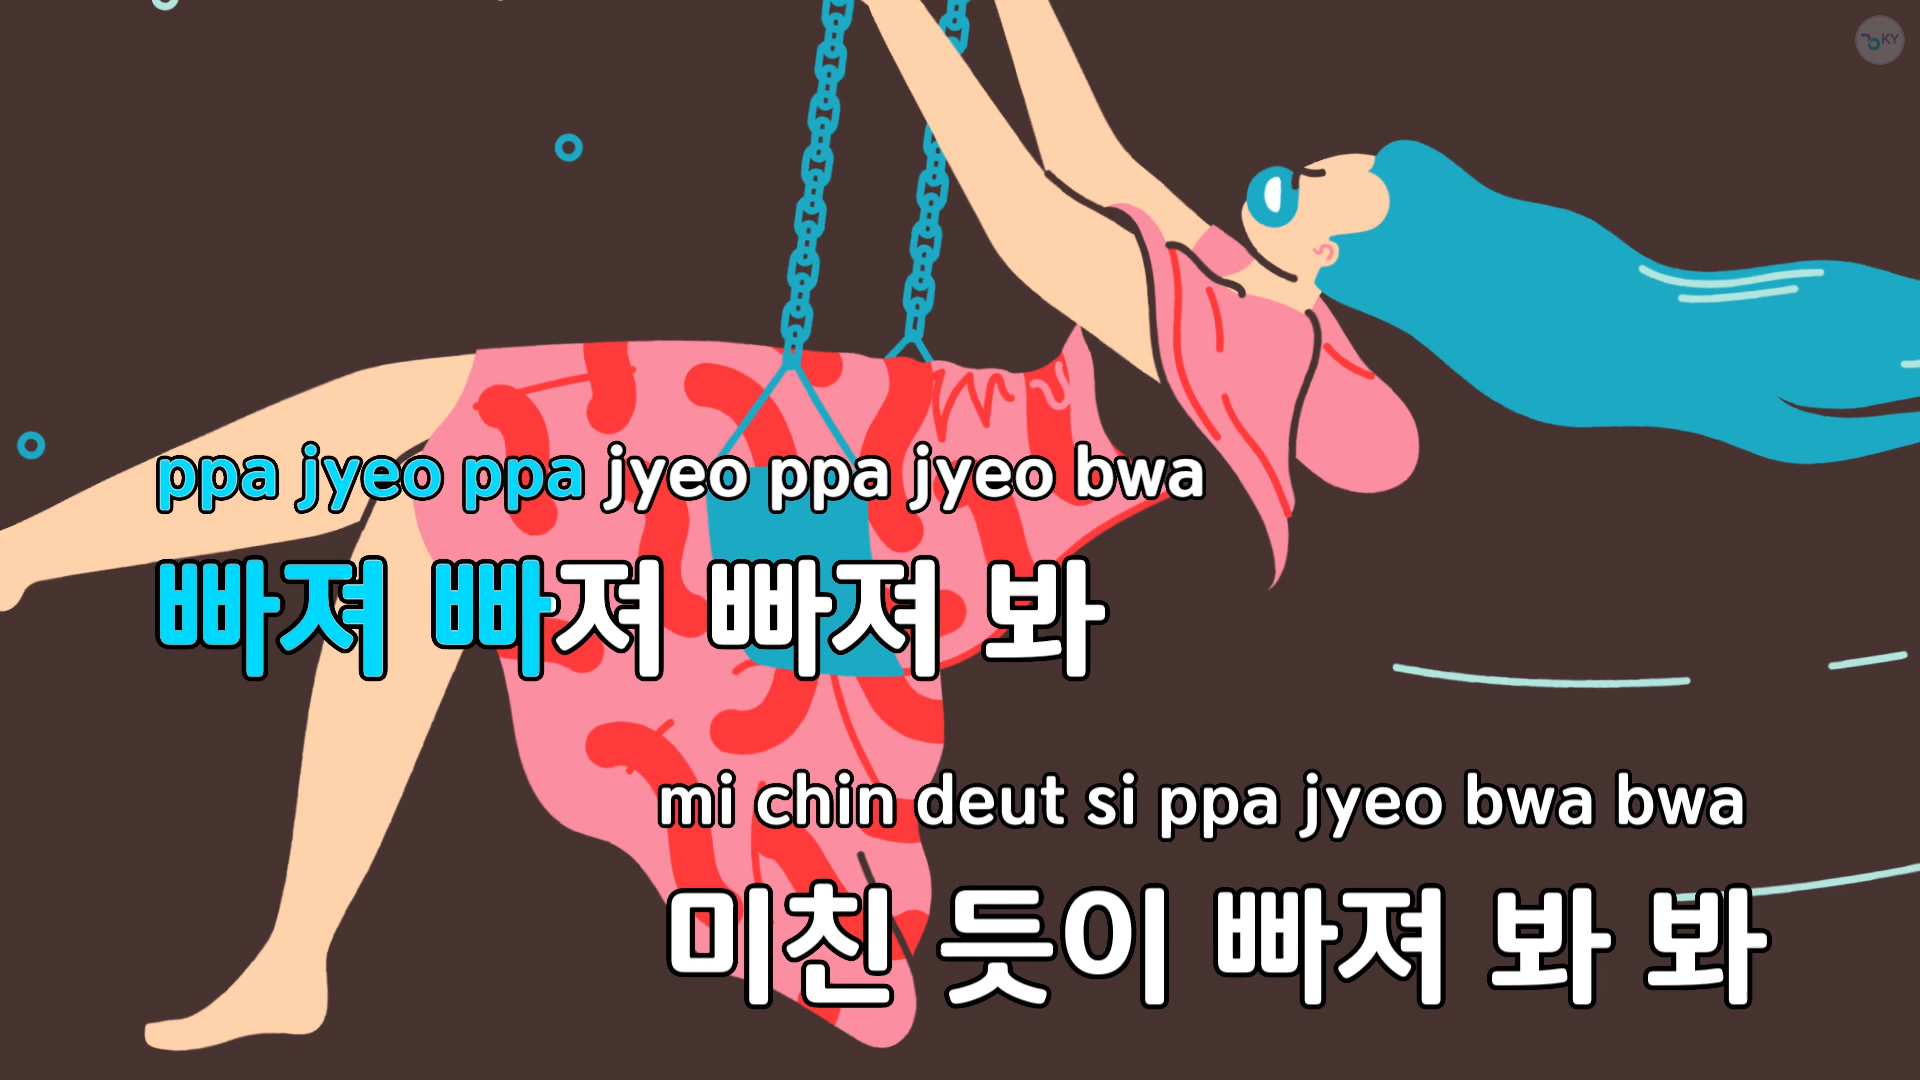 KY
ppa jyeo ppa jyeo ppa jyeo bwa
빠져 빠져 빠져 봐
mi chin deut si ppa jyeo bwa bwa
미친 듯이 빠져 봐 봐